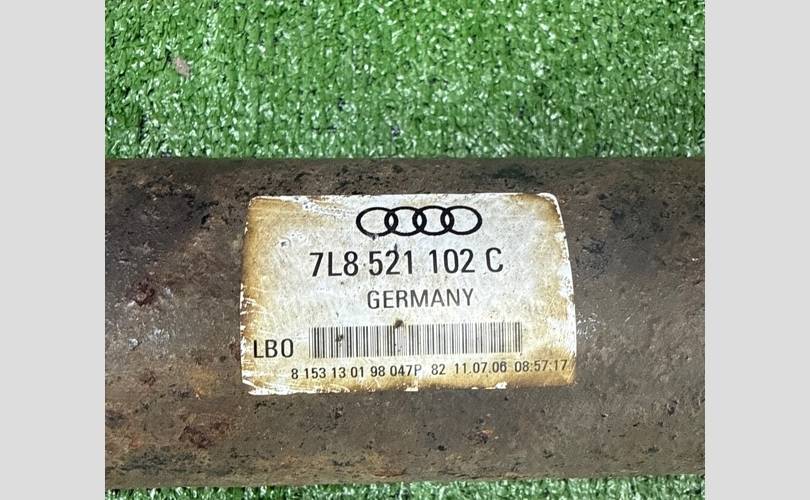 7L8 521 102 C
GERMANY
LBO
8 153 13 01 98 047P 82 11.07.06 08:57:17